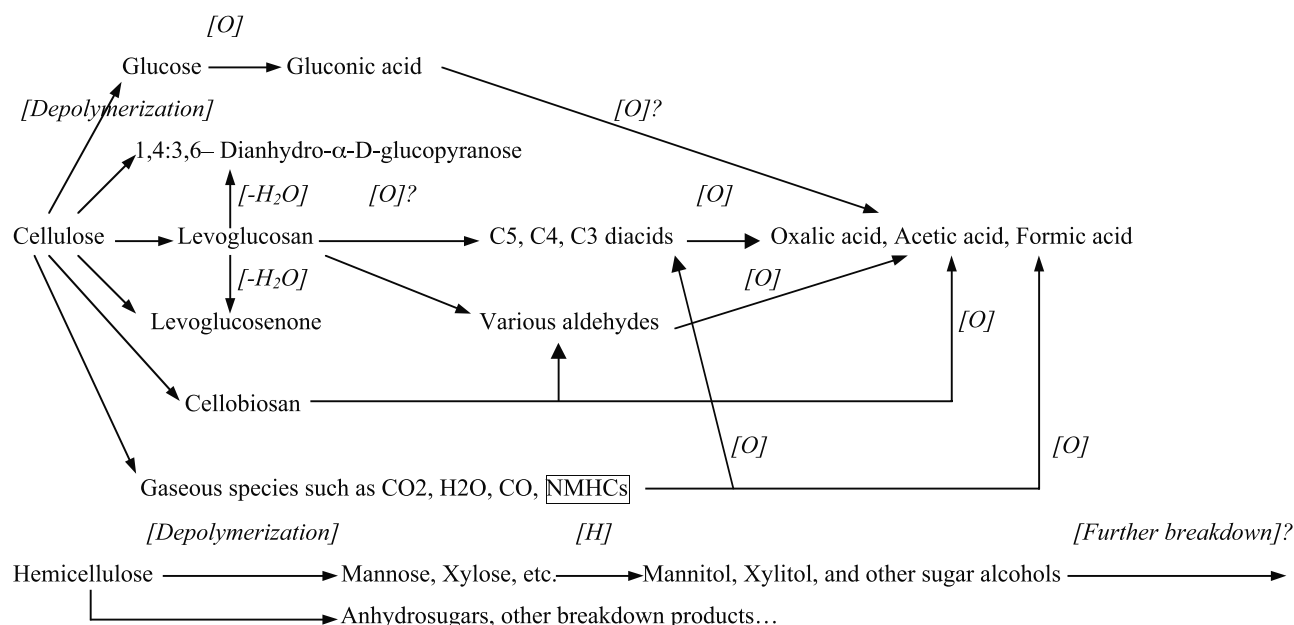 [O]
Glucose Gluconic acid
[Depolymerization] [O]?
1,4:3,6– Dianhydro-α-D-glucopyranose
[-H₂O] [O]? [O]
Cellulose Levoglucosan C5, C4, C3 diacids Oxalic acid, Acetic acid, Formic acid
[-H₂O] [O]
Levoglucosenone Various aldehydes [O]
Cellobiosan
[O] [O]
Gaseous species such as CO2, H2O, CO, NMHCs
[Depolymerization] [H] [Further breakdown]?
Hemicellulose Mannose, Xylose, etc. Mannitol, Xylitol, and other sugar alcohols
Anhydrosugars, other breakdown products…